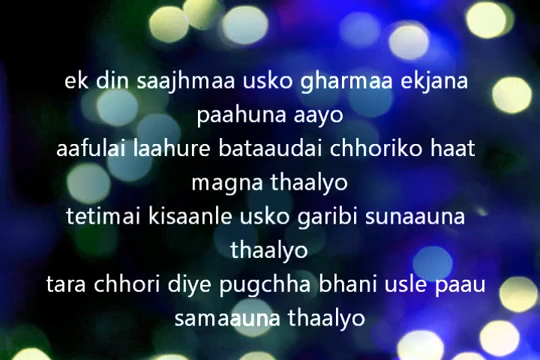 ek din saajhmaa usko gharmaa ekjana
paahuna aayo
aafulai laahure bataaudai chhoriko haat
magna thaalyo
tetimai kisaanle usko garibi sunaauna
thaalyo
tara chhori diye pugchha bhani usle paau
samaauna thaalyo